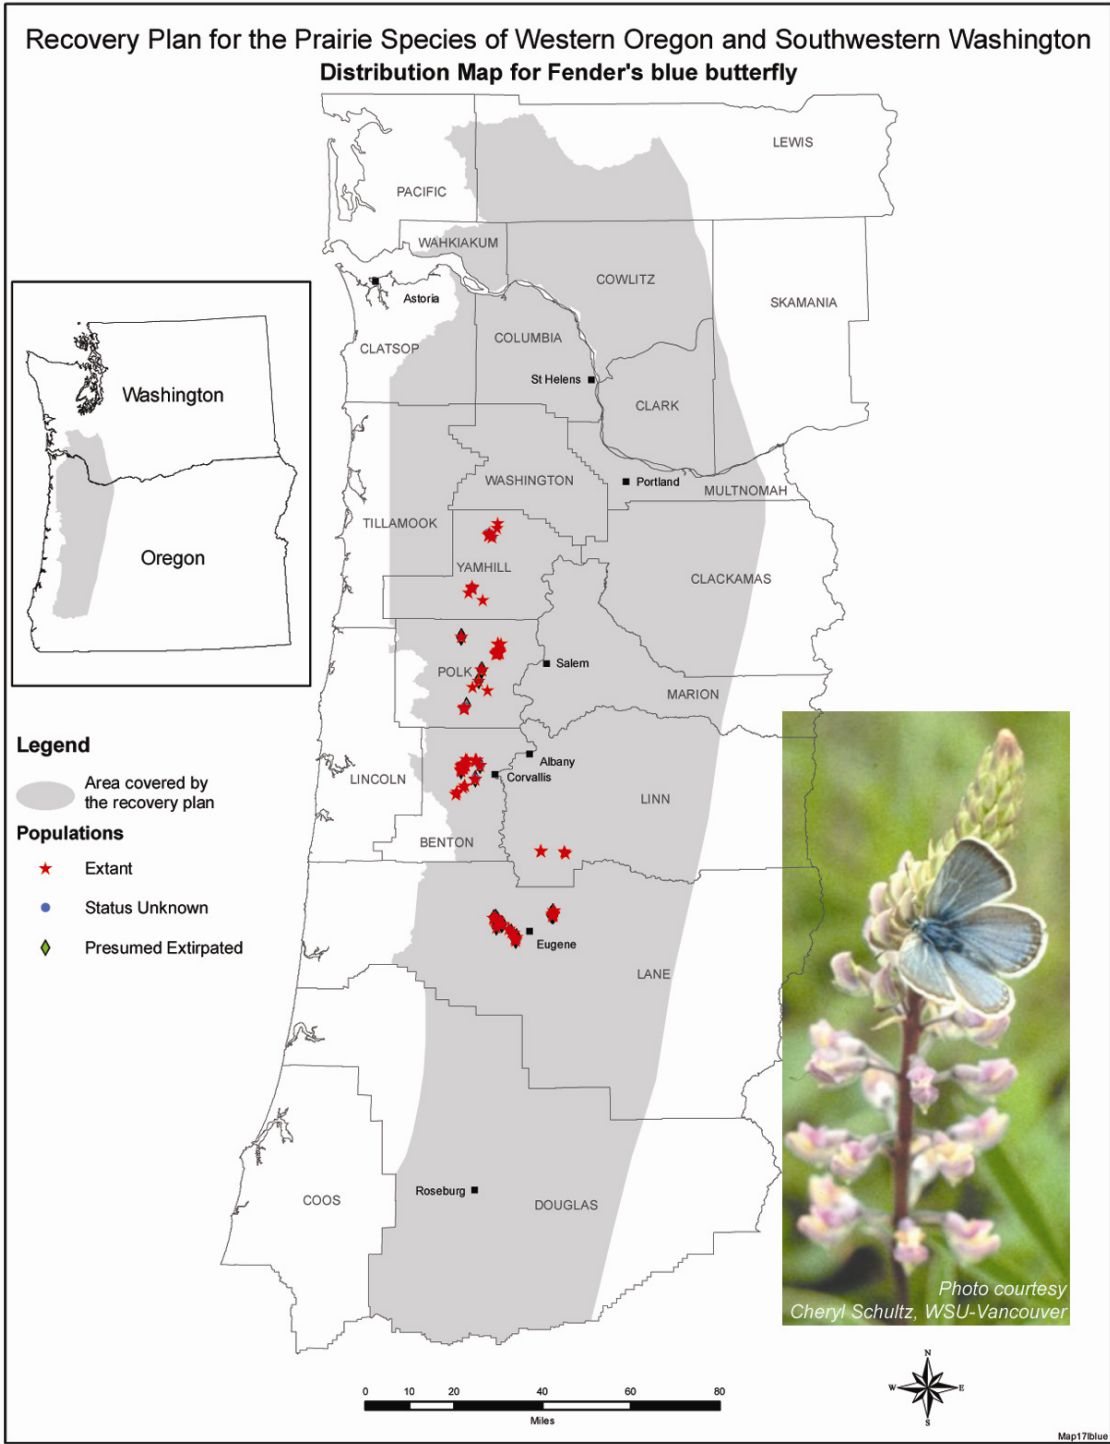 Recovery Plan for the Prairie Species of Western Oregon and Southwestern Washington
Distribution Map for Fender's blue butterfly
LEWIS
PACIFIC
WAHKIAKUM
COWLITZ
SKAMANIA
Astoria
COLUMBIA
CLATSOP
St Helens
CLARK
Washington
Oregon
WASHINGTON
Portland
MULTNOMAH
TILLAMOOK
YAMHILL
CLACKAMAS
Salem
POLK
MARION
Albany
Corvallis
LINCOLN
LINN
BENTON
Eugene
LANE
Roseburg
COOS
DOUGLAS
Legend
Area covered by
the recovery plan
Populations
Extant
Status Unknown
Presumed Extirpated
Photo courtesy
Cheryl Schultz, WSU-Vancouver
N
W E
S
0 10 20 40 60 80
Miles
Map17lblue